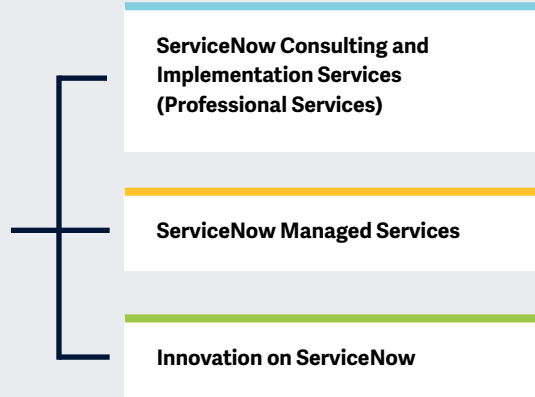 ServiceNow Consulting and
Implementation Services
(Professional Services)
ServiceNow Managed Services
Innovation on ServiceNow